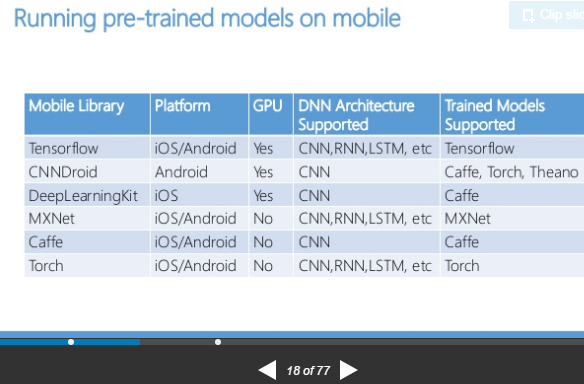 Running pre-trained models on mobile
Clip slid
Mobile Library Platform GPU DNN Architecture Supported Trained Models Supported
Tensorflow iOS/Android Yes CNN,RNN,LSTM, etc Tensorflow
CNNDroid Android Yes CNN Caffe, Torch, Theano
DeepLearningKit iOS Yes CNN Caffe
MXNet iOS/Android No CNN,RNN,LSTM, etc MXNet
Caffe iOS/Android No CNN Caffe
Torch iOS/Android No CNN,RNN,LSTM, etc Torch
18 of 77